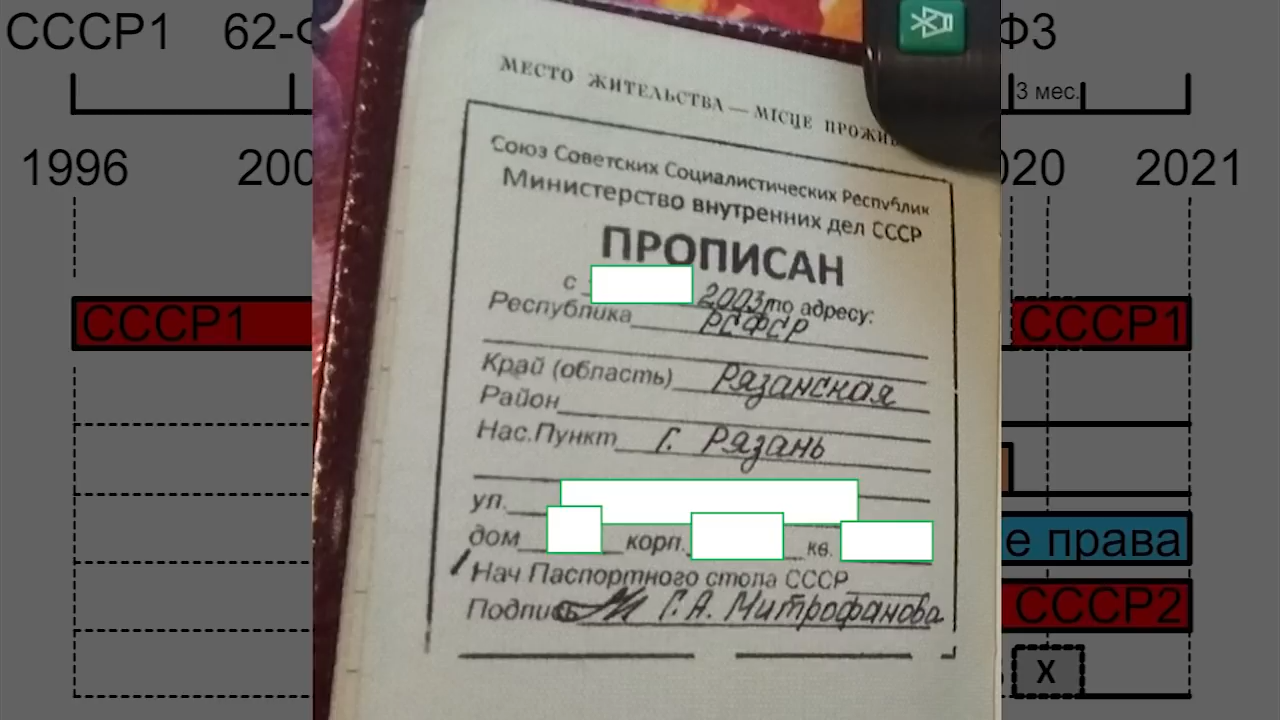 СССР1 62-Ф
ФЗ
3 мес.
1996 200
020 2021
СССР1
СССР1
е права
СССР2
X
МЕСТО ЖИТЕЛЬСТВА — МІСЦЕ ПРОЖИ
Союз Советских Социалистических Республик
Министерство внутренних дел СССР
ПРОПИСАН
с 2003 по адресу:
Республика РСФСР
Край (область) Рязанская
Район
Нас.Пункт г. Рязань
ул.
дом корп. кв.
Нач Паспортного стола СССР
Подпись Г.А. Митрофанова